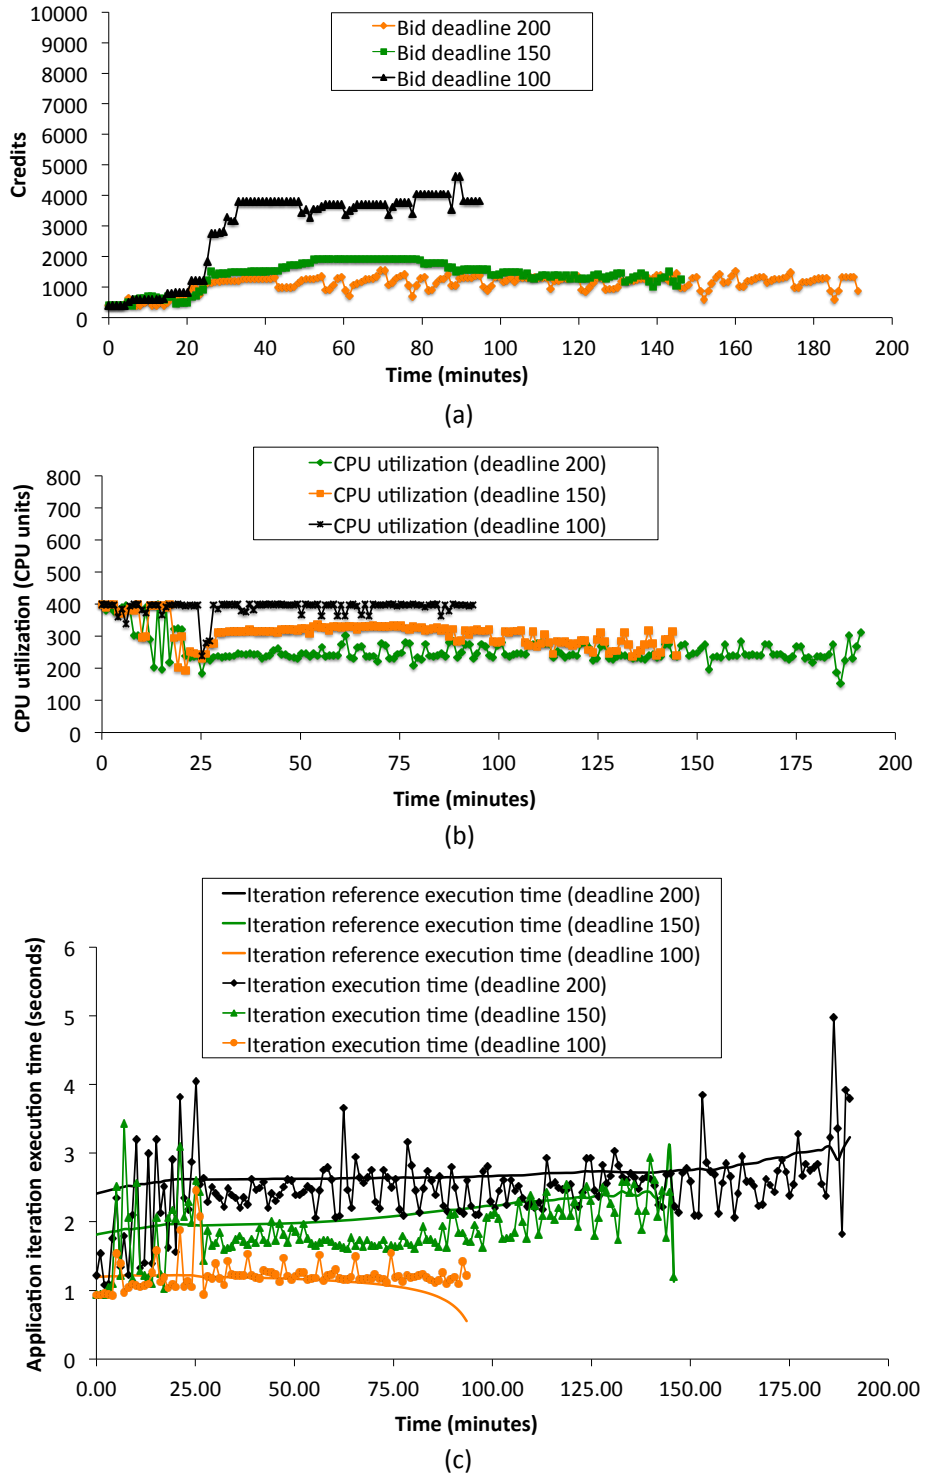 Bid deadline 200
Bid deadline 150
Bid deadline 100
10000
9000
8000
7000
6000
5000
4000
3000
2000
1000
0
Credits
0 20 40 60 80 100 120 140 160 180 200
Time (minutes)
(a)
CPU utilization (deadline 200)
CPU utilization (deadline 150)
CPU utilization (deadline 100)
800
700
600
500
400
300
200
100
0
CPU utilization (CPU units)
0 25 50 75 100 125 150 175 200
Time (minutes)
(b)
Iteration reference execution time (deadline 200)
Iteration reference execution time (deadline 150)
Iteration reference execution time (deadline 100)
Iteration execution time (deadline 200)
Iteration execution time (deadline 150)
Iteration execution time (deadline 100)
6
5
4
3
2
1
0
Application iteration execution time (seconds)
0.00 25.00 50.00 75.00 100.00 125.00 150.00 175.00 200.00
Time (minutes)
(c)